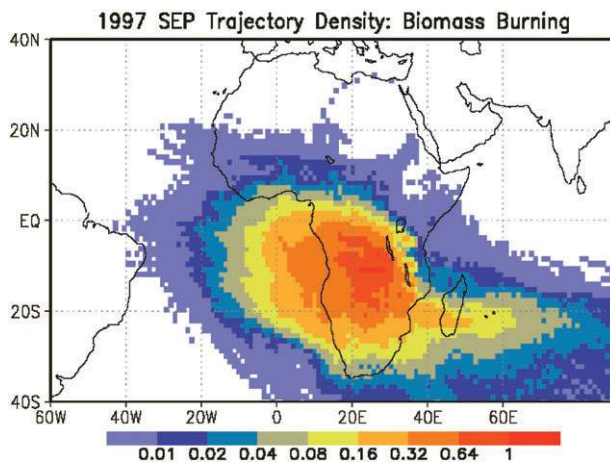 1997 SEP Trajectory Density: Biomass Burning
40N
20N
EQ
20S
40S
60W 40W 20W 0 20E 40E 60E
0.01 0.02 0.04 0.08 0.16 0.32 0.64 1